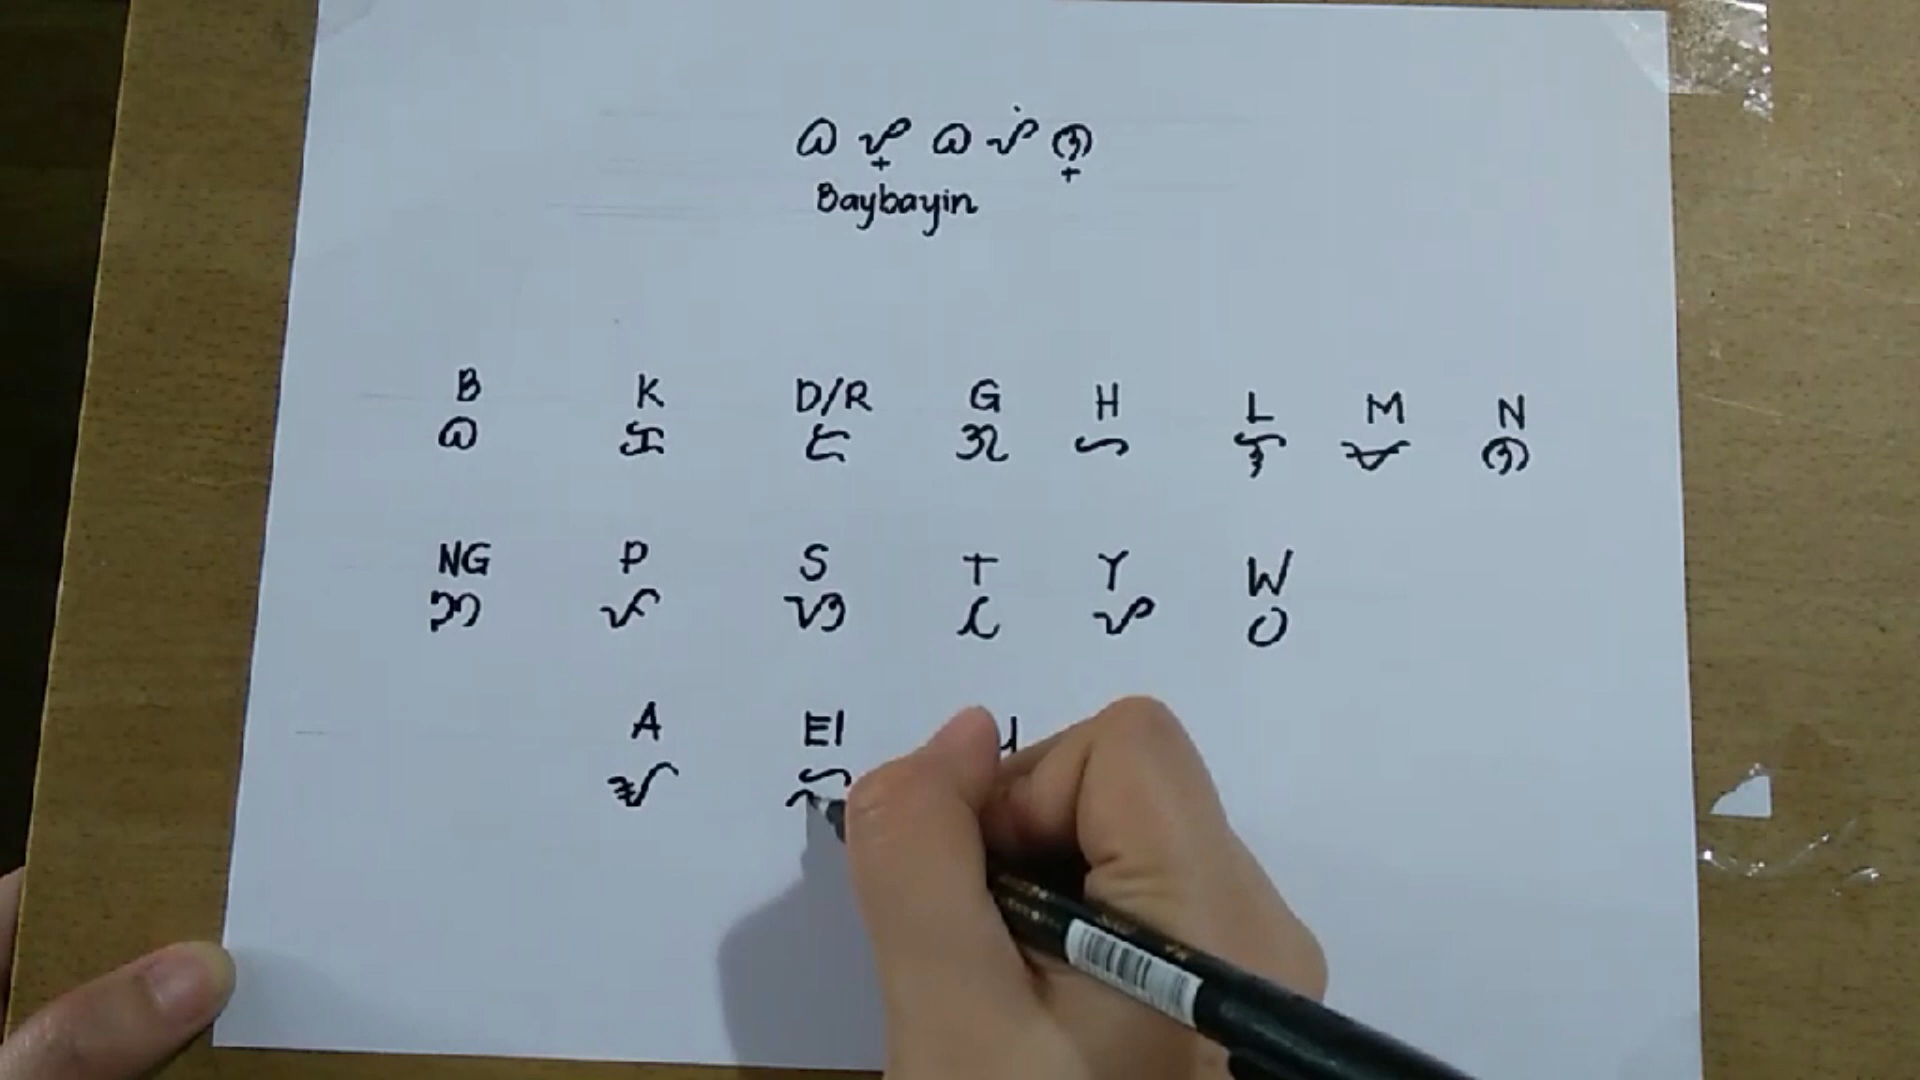 ᜊᜌ᜔ᜊᜌᜒᜈ᜔
Baybayin
B K D/R G H L M N
ᜊ ᜃ ᜇ ᜄ ᜑ ᜎ ᜋ ᜈ
NG P S T Y W
ᜅ ᜉ ᜐ ᜆ ᜌ ᜏ
A EI
ᜀ